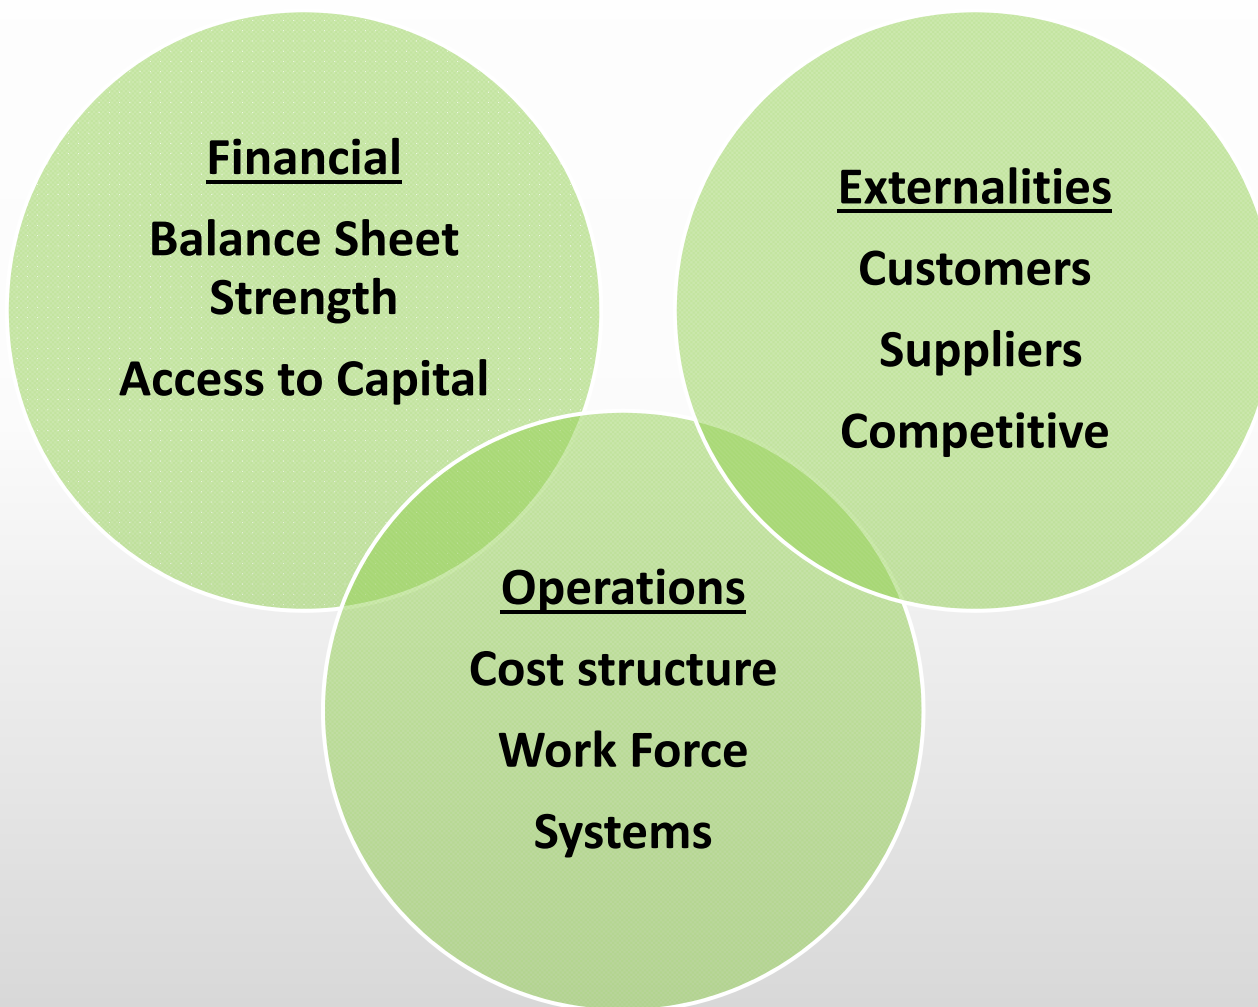 Financial
Balance Sheet
Strength
Access to Capital
Externalities
Customers
Suppliers
Competitive
Operations
Cost structure
Work Force
Systems